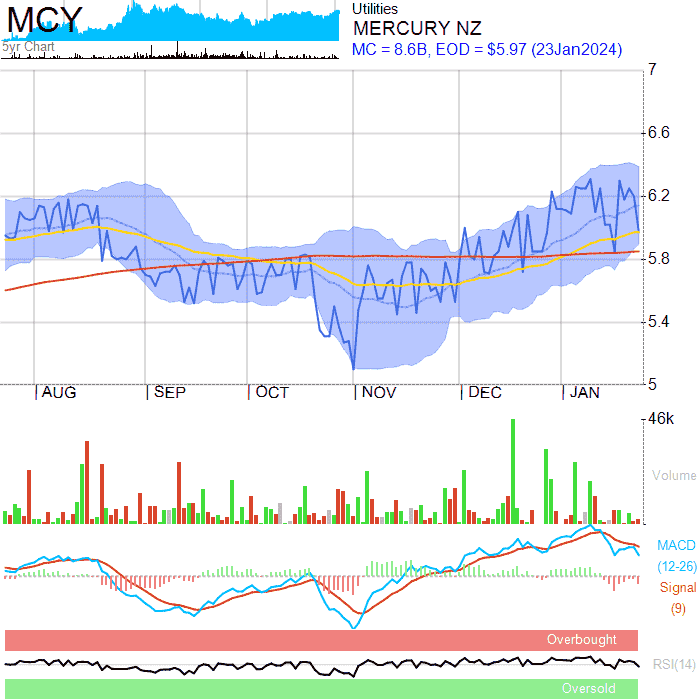 MCY
5yr Chart
Utilities
MERCURY NZ
MC = 8.6B, EOD = $5.97 (23Jan2024)
7
6.6
6.2
5.8
5.4
5
AUG SEP OCT NOV DEC JAN
46k
Volume
MACD
(12-26)
Signal
(9)
Overbought
RSI(14)
Oversold